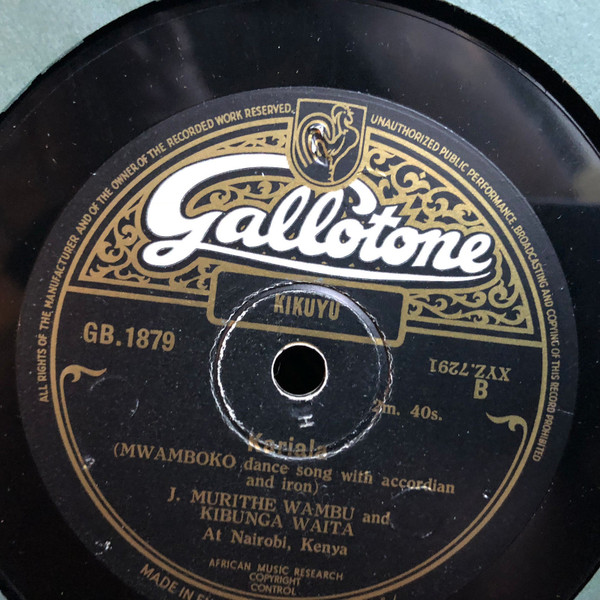 ALL RIGHTS OF THE MANUFACTURER AND OF THE OWNER OF THE RECORDED WORK RESERVED.
UNAUTHORIZED PUBLIC PERFORMANCE, BROADCASTING AND COPYING OF THIS RECORD PROHIBITED
Gallotone
KIKUYU
GB.1879
XYZ.7291
B
2m. 40s.
H
Kariala
(MWAMBOKO dance song with accordian
and iron)
J. MURITHE WAMBU and
KIBUNGA WAITA
At Nairobi, Kenya
AFRICAN MUSIC RESEARCH
COPYRIGHT
CONTROL
MADE IN